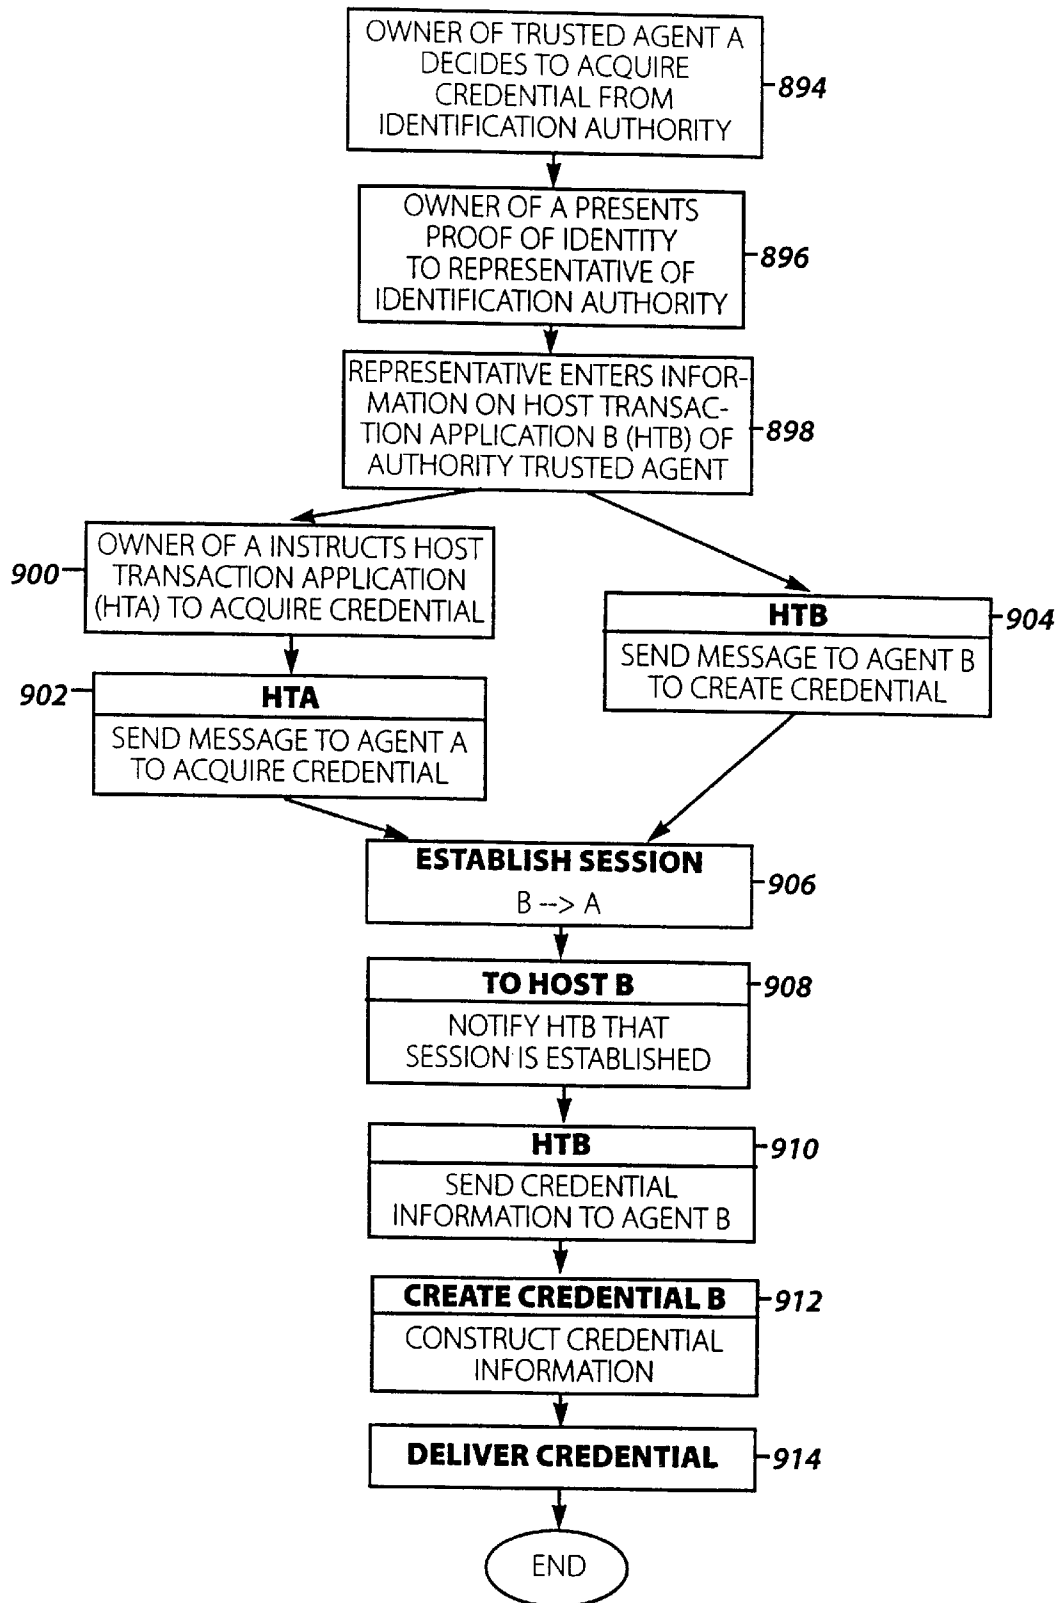 OWNER OF TRUSTED AGENT A
DECIDES TO ACQUIRE
CREDENTIAL FROM
IDENTIFICATION AUTHORITY
894
OWNER OF A PRESENTS
PROOF OF IDENTITY
TO REPRESENTATIVE OF
IDENTIFICATION AUTHORITY
896
REPRESENTATIVE ENTERS INFOR-
MATION ON HOST TRANSAC-
TION APPLICATION B (HTB) OF
AUTHORITY TRUSTED AGENT
898
900
OWNER OF A INSTRUCTS HOST
TRANSACTION APPLICATION
(HTA) TO ACQUIRE CREDENTIAL
HTB
904
SEND MESSAGE TO AGENT B
TO CREATE CREDENTIAL
902
HTA
SEND MESSAGE TO AGENT A
TO ACQUIRE CREDENTIAL
ESTABLISH SESSION
906
B --> A
TO HOST B
908
NOTIFY HTB THAT
SESSION IS ESTABLISHED
HTB
910
SEND CREDENTIAL
INFORMATION TO AGENT B
CREATE CREDENTIAL B
912
CONSTRUCT CREDENTIAL
INFORMATION
DELIVER CREDENTIAL
914
END